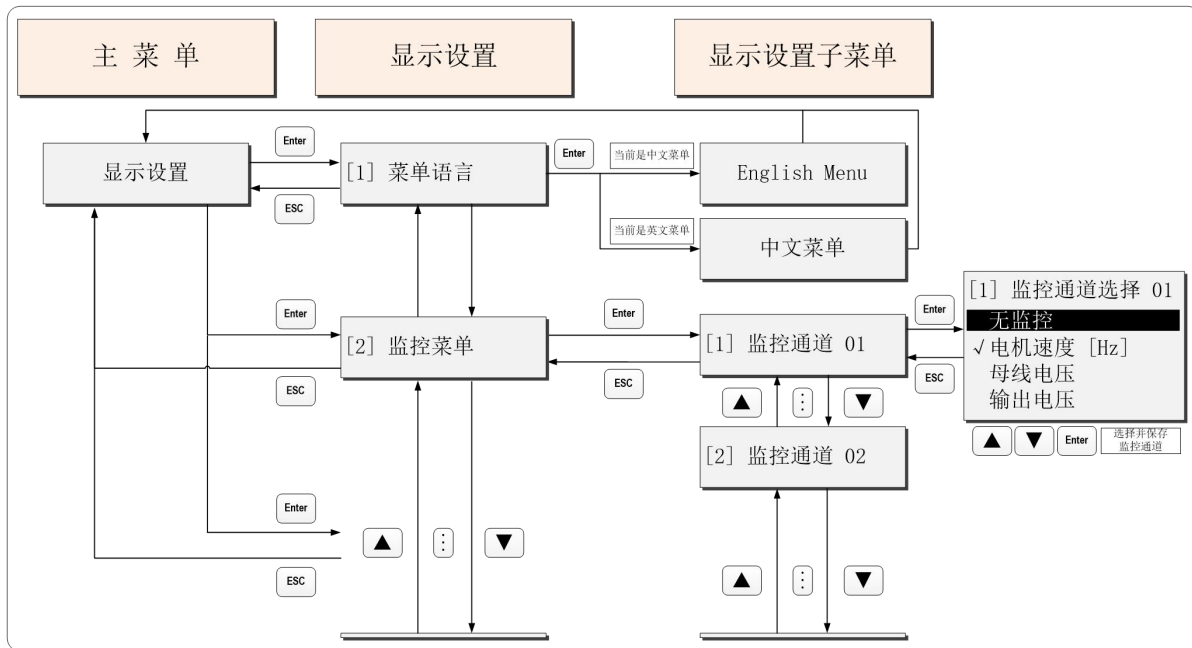 主 菜 单
显示设置
显示设置子菜单
显示设置
Enter
ESC
[1] 菜单语言
Enter
当前是中文菜单
English Menu
当前是英文菜单
中文菜单
Enter
ESC
[2] 监控菜单
Enter
ESC
[1] 监控通道 01
Enter
ESC
[1] 监控通道选择 01
无监控
√电机速度 [Hz]
母线电压
输出电压
▲ ▼ Enter
选择并保存
监控通道
▲ ⋮ ▼
[2] 监控通道 02
Enter
ESC
▲ ⋮ ▼
▲ ⋮ ▼